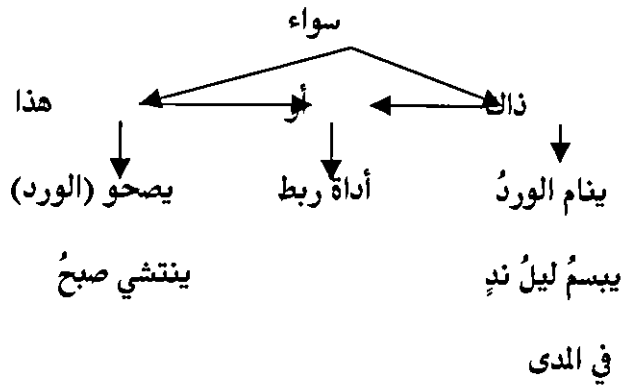 سواء
ذاك أو هذا
ينام الوردُ أداة ربط يصحو (الورد)
يبسمُ ليلُ ندٍ ينتشي صبحُ
في المدى